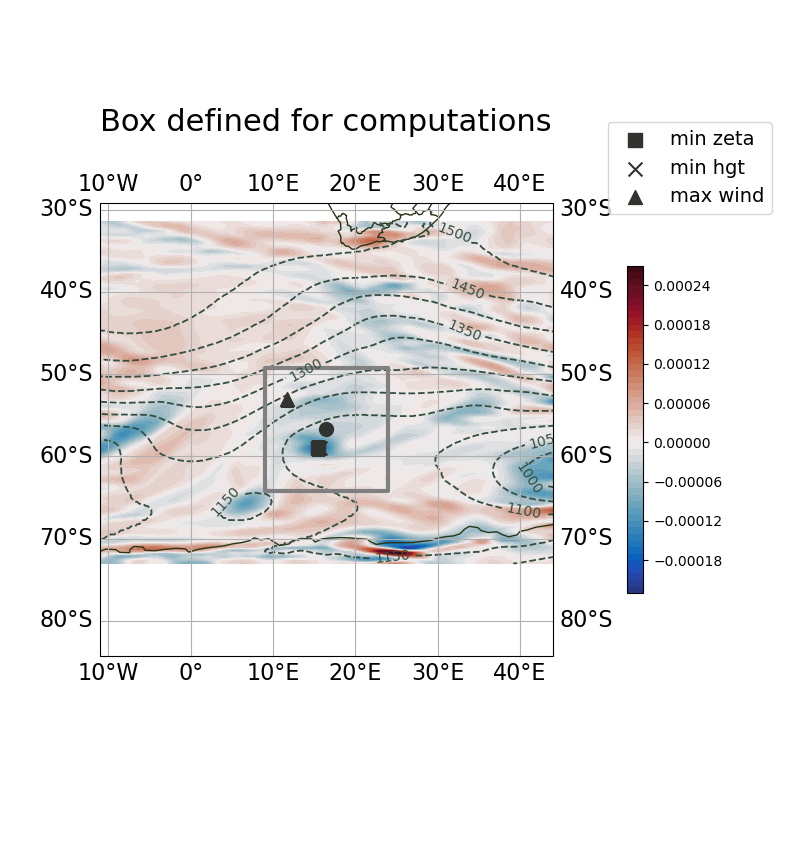 Box defined for computations
min zeta
min hgt
max wind
10°W 0° 10°E 20°E 30°E 40°E
30°S 30°S
1500
40°S 40°S
1450
1350
50°S 50°S
1300
60°S 60°S
105
1000
1150
1100
70°S 70°S
1150
80°S 80°S
10°W 0° 10°E 20°E 30°E 40°E
0.00024
0.00018
0.00012
0.00006
0.00000
−0.00006
−0.00012
−0.00018